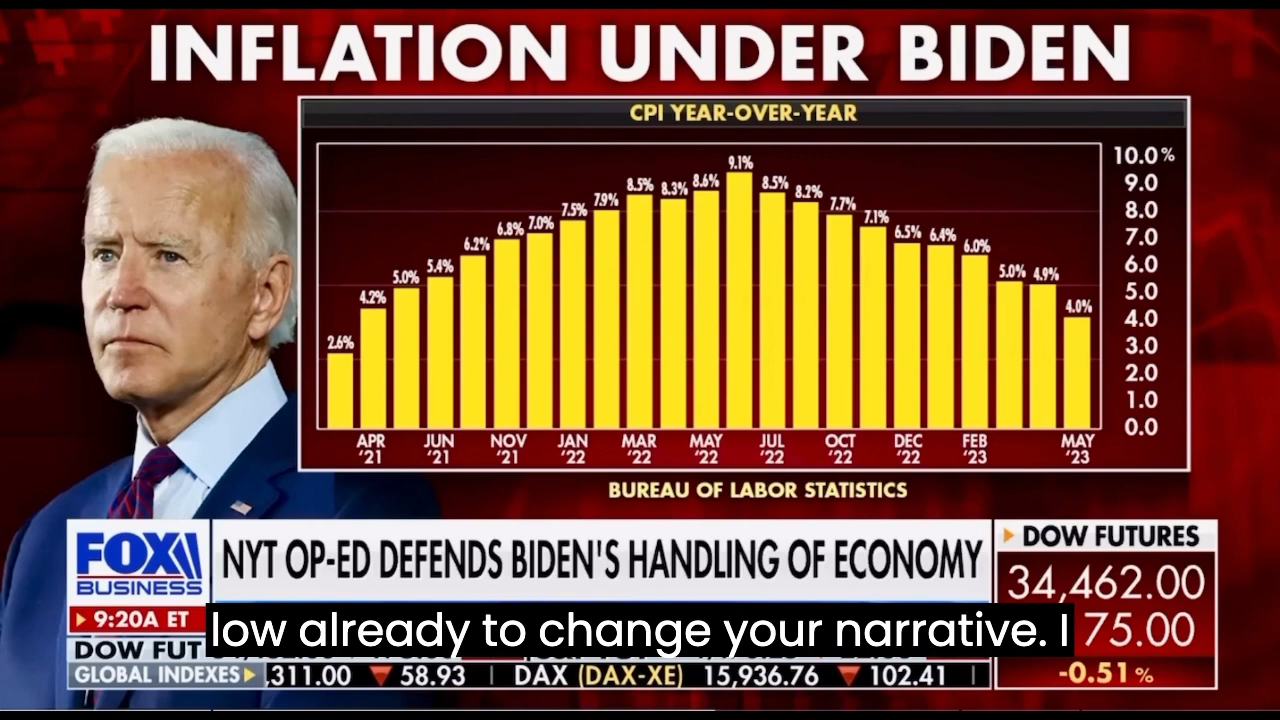 INFLATION UNDER BIDEN
CPI YEAR-OVER-YEAR
2.6% 4.2% 5.0% 5.4% 6.2% 6.8% 7.0% 7.5% 7.9% 8.5% 8.3% 8.6% 9.1% 8.5% 8.2% 7.7% 7.1% 6.5% 6.4% 6.0% 5.0% 4.9% 4.0%
10.0%
9.0
8.0
7.0
6.0
5.0
4.0
3.0
2.0
1.0
0.0
APR JUN NOV JAN MAR MAY JUL OCT DEC FEB MAY
'21 '21 '21 '22 '22 '22 '22 '22 '22 '23 '23
BUREAU OF LABOR STATISTICS
FOX
BUSINESS
9:20A ET
NYT OP-ED DEFENDS BIDEN'S HANDLING OF ECONOMY
DOW FUTURES
34,462.00
75.00
-0.51%
low already to change your narrative. I
DOW FUT
GLOBAL INDEXES ,311.00 58.93 DAX (DAX-XE) 15,936.76 102.41